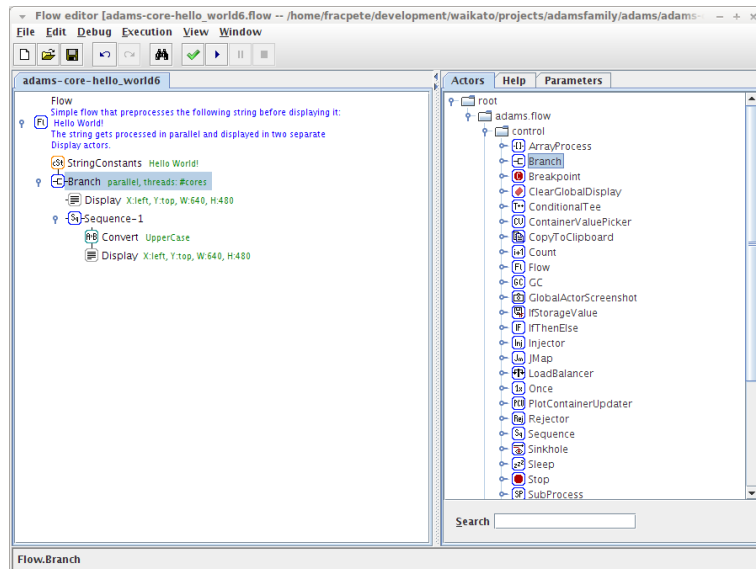 Flow editor [adams-core-hello_world6.flow -- /home/fracpete/development/waikato/projects/adamsfamily/adams/adams-
File Edit Debug Execution View Window
adams-core-hello_world6
Flow
Simple flow that preprocesses the following string before displaying it:
Hello World!
The string gets processed in parallel and displayed in two separate
Display actors.
StringConstants Hello World!
Branch parallel, threads: #cores
Display X:left, Y:top, W:640, H:480
Sequence-1
Convert UpperCase
Display X:left, Y:top, W:640, H:480
Actors Help Parameters
root
adams.flow
control
ArrayProcess
Branch
Breakpoint
ClearGlobalDisplay
ConditionalTee
ContainerValuePicker
CopyToClipboard
Count
Flow
GC
GlobalActorScreenshot
IfStorageValue
IfThenElse
Injector
JMap
LoadBalancer
Once
PlotContainerUpdater
Rejector
Sequence
Sinkhole
Sleep
Stop
SubProcess
Search
Flow.Branch